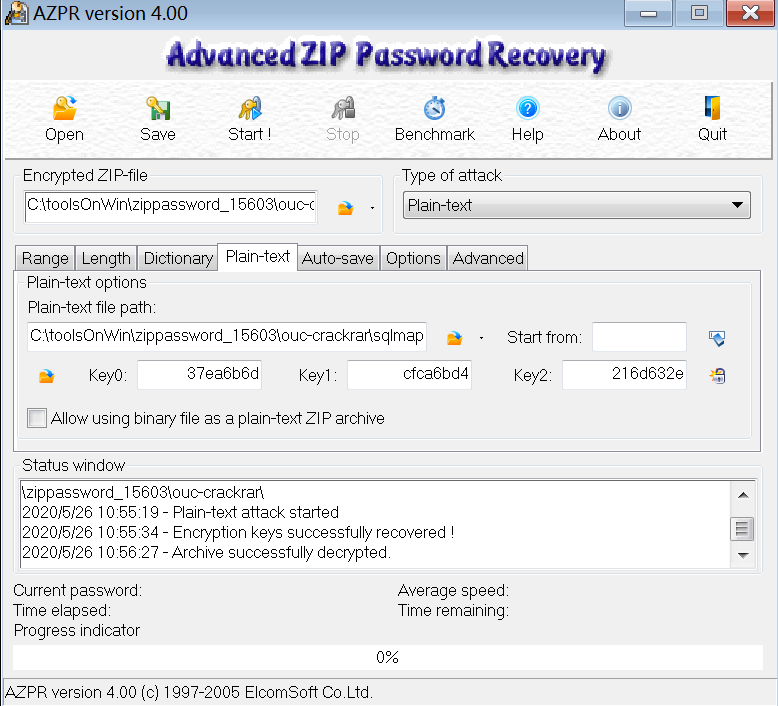 AZPR version 4.00
Advanced ZIP Password Recovery
Open Save Start ! Stop Benchmark Help About Quit
Encrypted ZIP-file
Type of attack
C:\toolsOnWin\zippassword_15603\ouc-c
Plain-text
Range Length Dictionary Plain-text Auto-save Options Advanced
Plain-text options
Plain-text file path:
C:\toolsOnWin\zippassword_15603\ouc-crackrar\sqlmap
Start from:
Key0: 37ea6b6d Key1: cfca6bd4 Key2: 216d632e
Allow using binary file as a plain-text ZIP archive
Status window
\zippassword_15603\ouc-crackrar\
2020/5/26 10:55:19 - Plain-text attack started
2020/5/26 10:55:34 - Encryption keys successfully recovered !
2020/5/26 10:56:27 - Archive successfully decrypted.
Current password:
Average speed:
Time elapsed:
Time remaining:
Progress indicator
0%
AZPR version 4.00 (c) 1997-2005 ElcomSoft Co.Ltd.